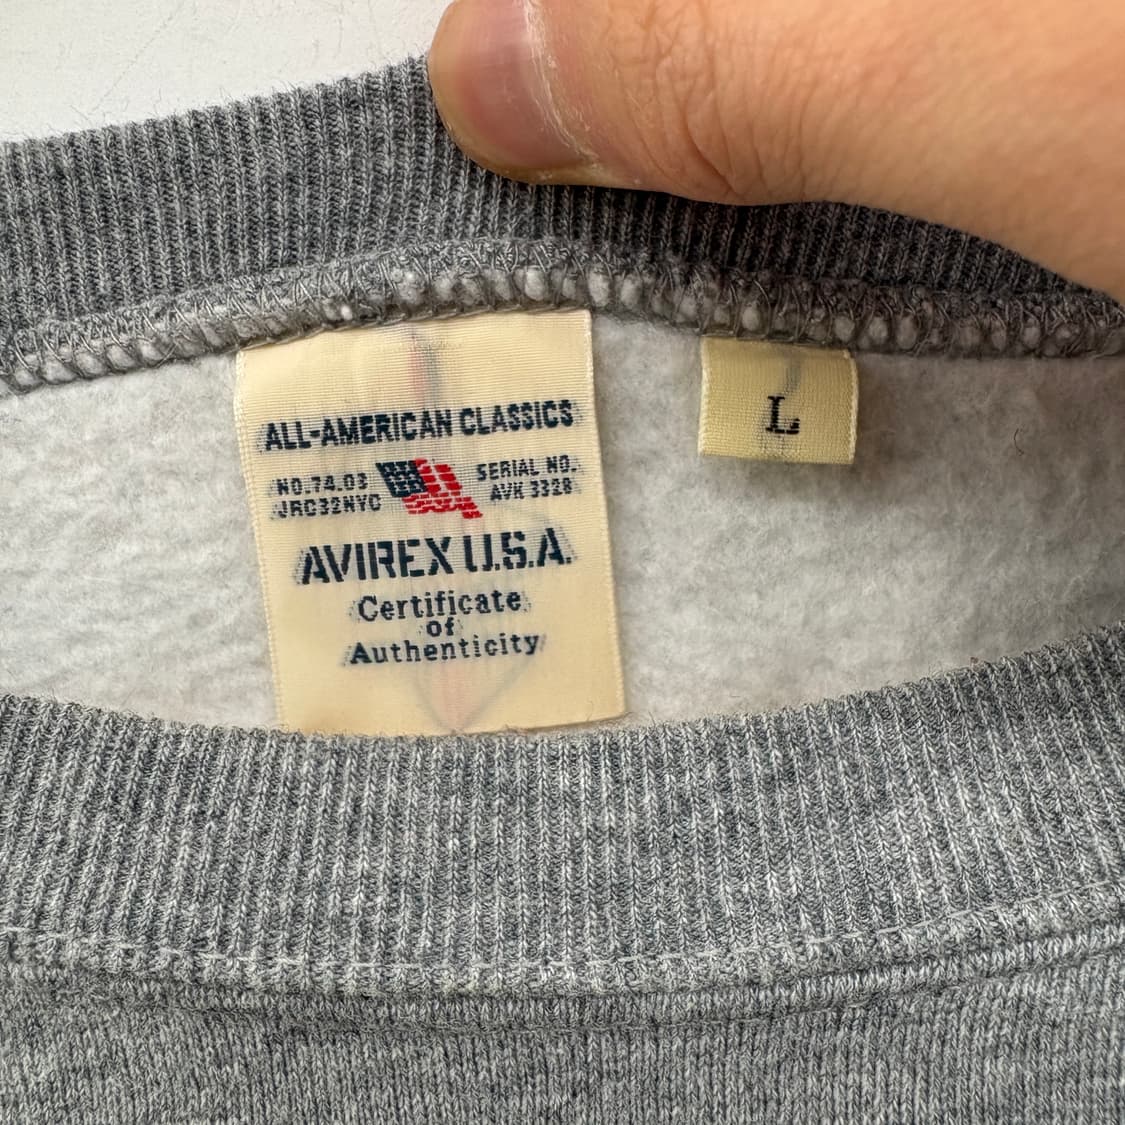 ALL-AMERICAN CLASSICS
NO.74.03
JRC32NYC
SERIAL NO.
AVK 3328
AVIREX U.S.A.
Certificate
of
Authenticity
L